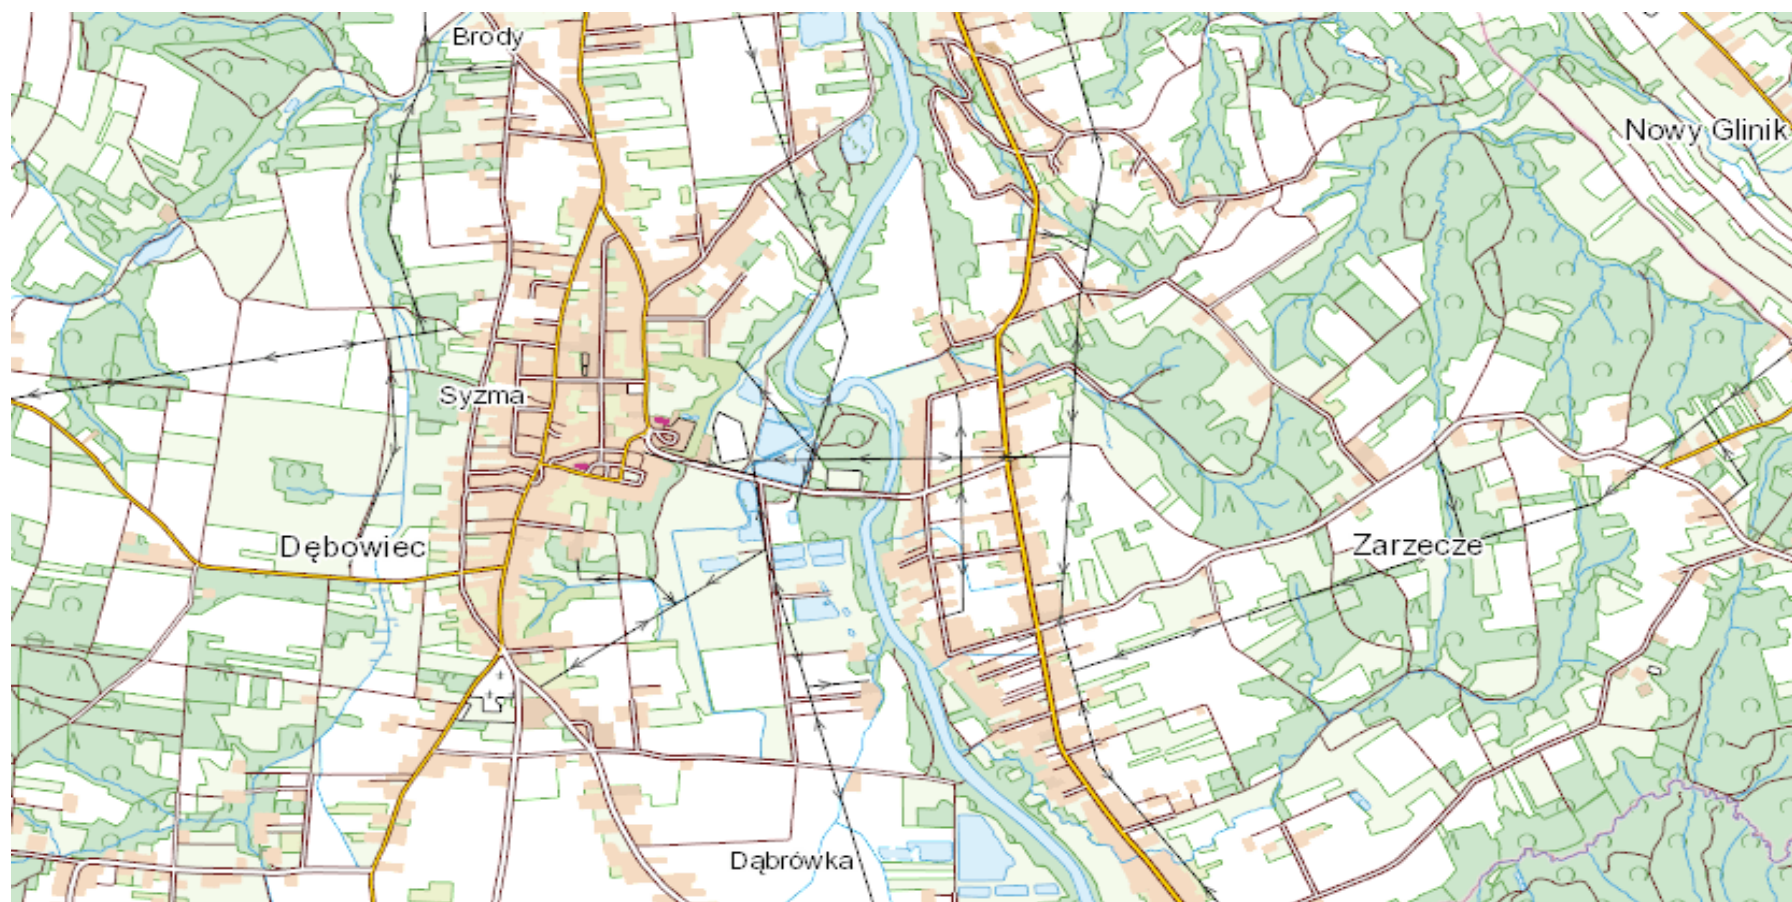 Brody
Nowy Glinik
Syzma
Dębowiec
Zarzecze
Dąbrówka